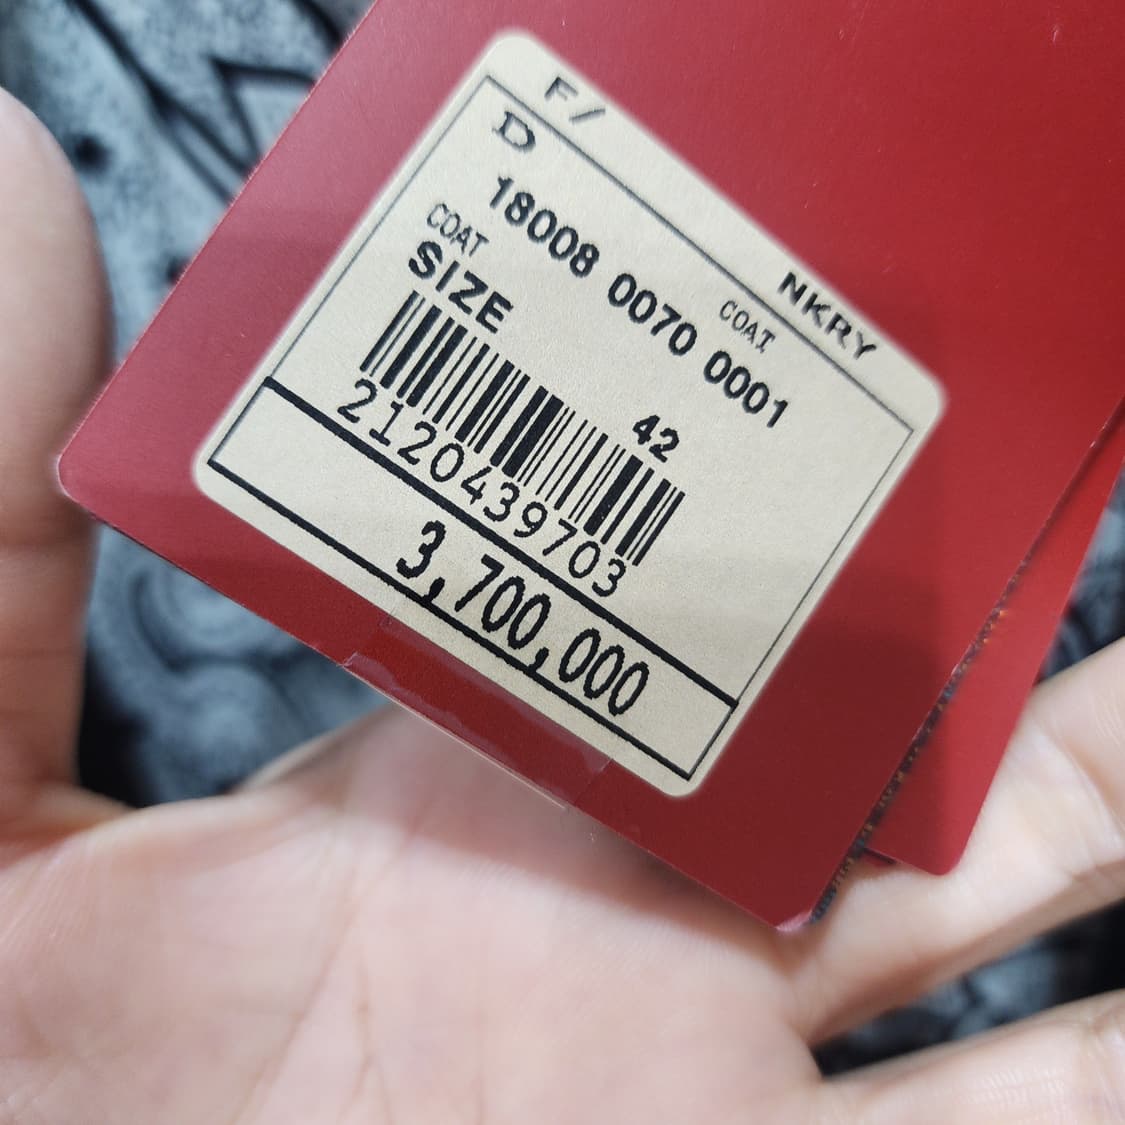 F/ NKRY
D
18008 0070 0001
COAT COAT
SIZE 42
2120439703
3,700,000